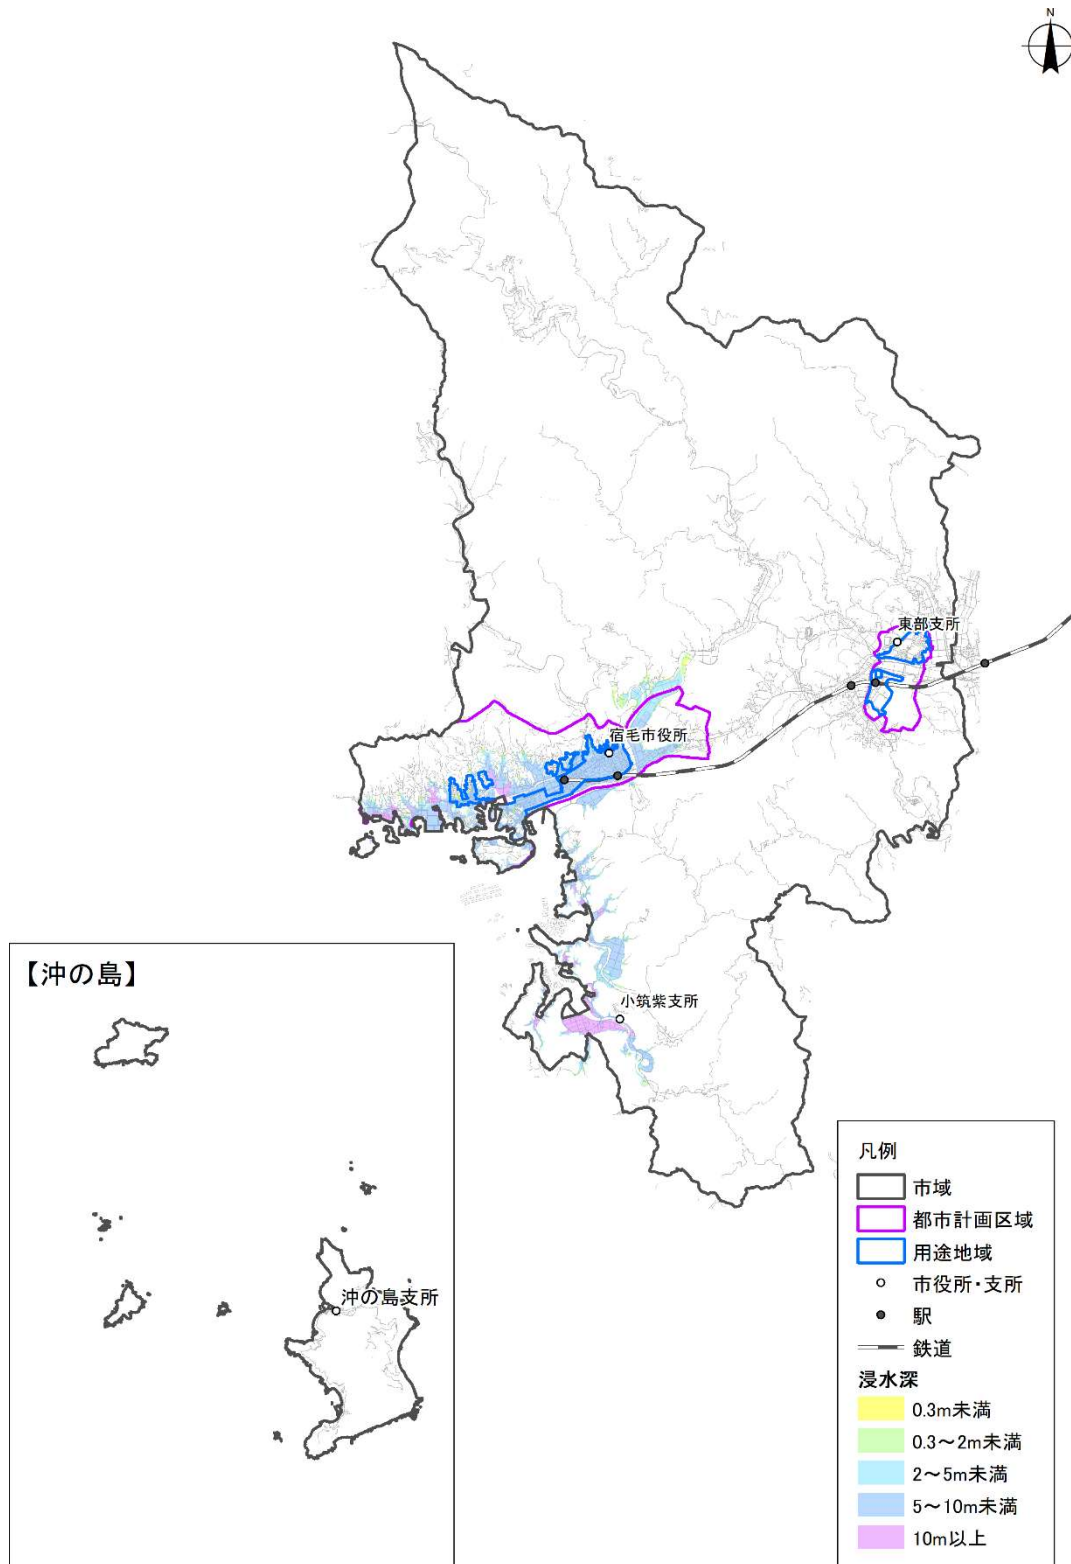 N
東部支所
宿毛市役所
小筑紫支所
【沖の島】
沖の島支所
凡例
市域
都市計画区域
用途地域
市役所・支所
駅
鉄道
浸水深
0.3m未満
0.3～2m未満
2～5m未満
5～10m未満
10m以上